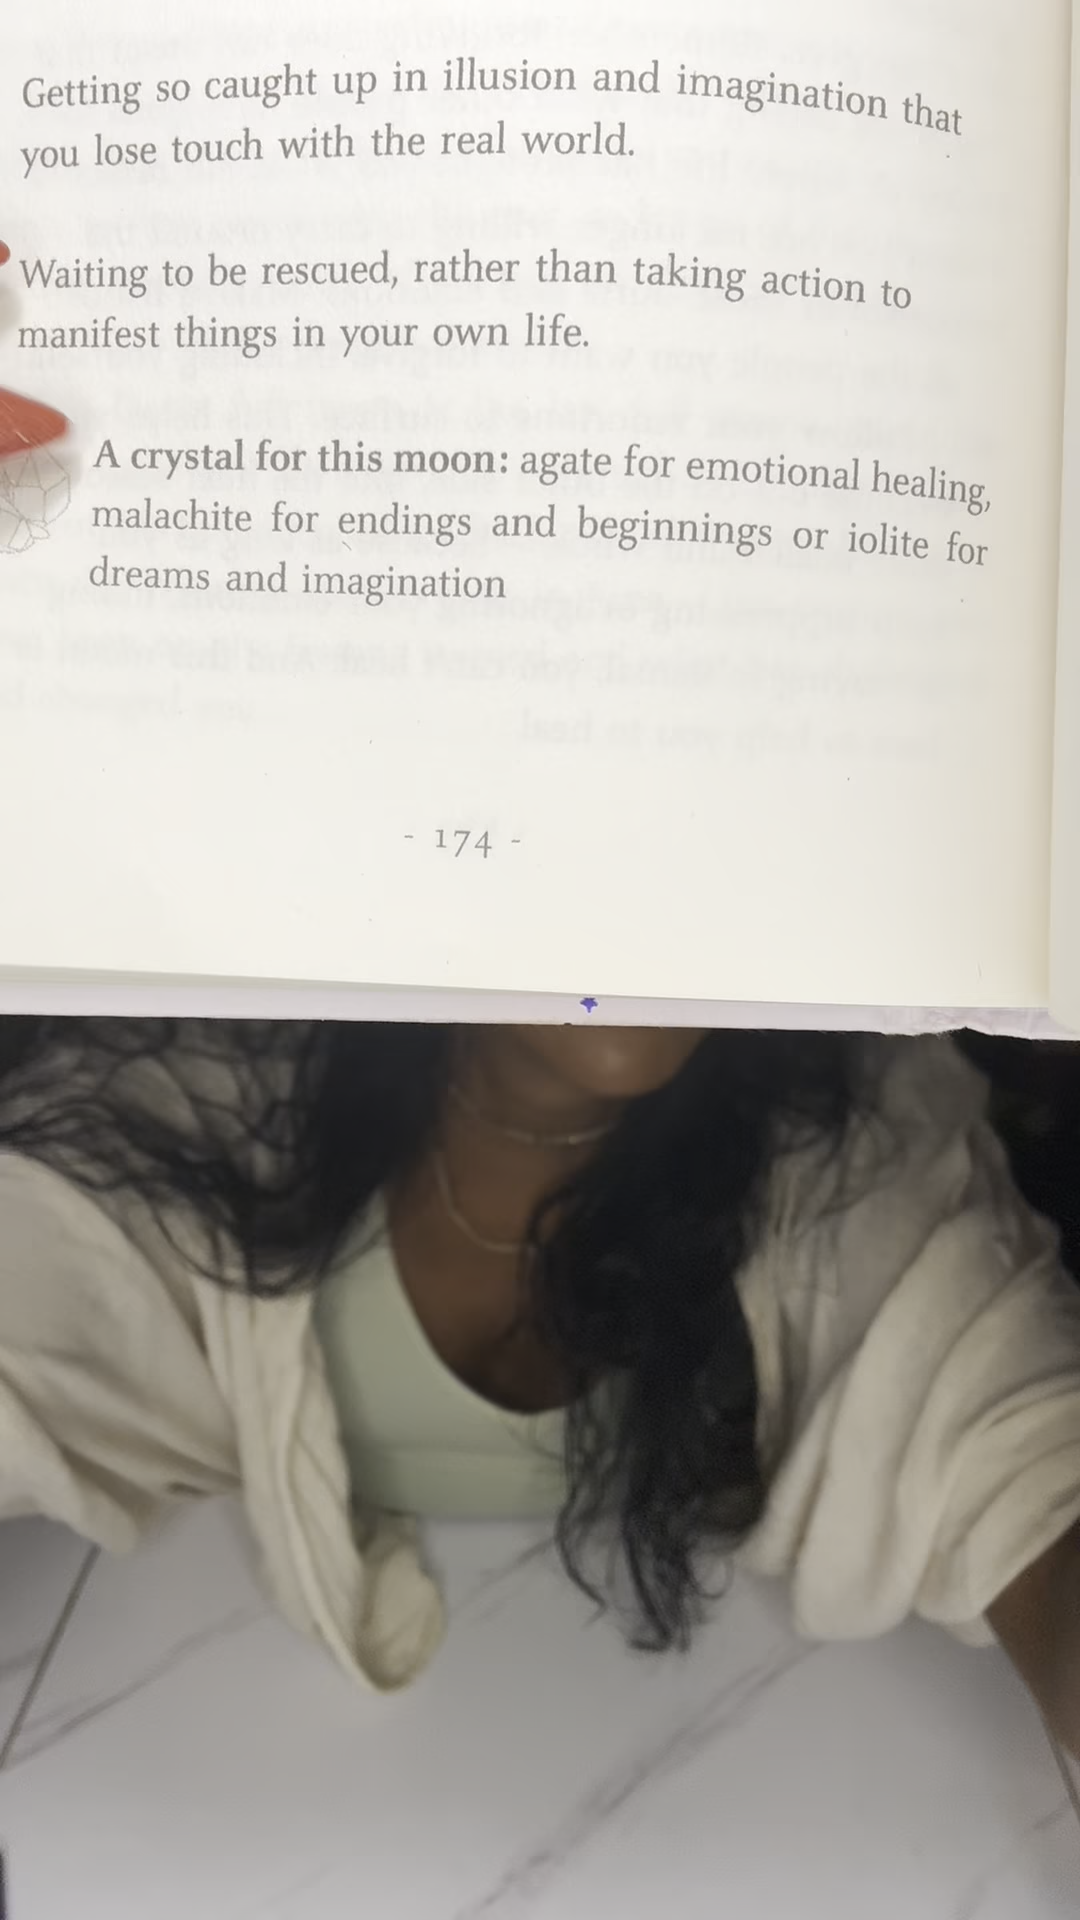 Getting so caught up in illusion and imagination that
you lose touch with the real world.
Waiting to be rescued, rather than taking action to
manifest things in your own life.
A crystal for this moon: agate for emotional healing,
malachite for endings and beginnings or iolite for
dreams and imagination
- 174 -